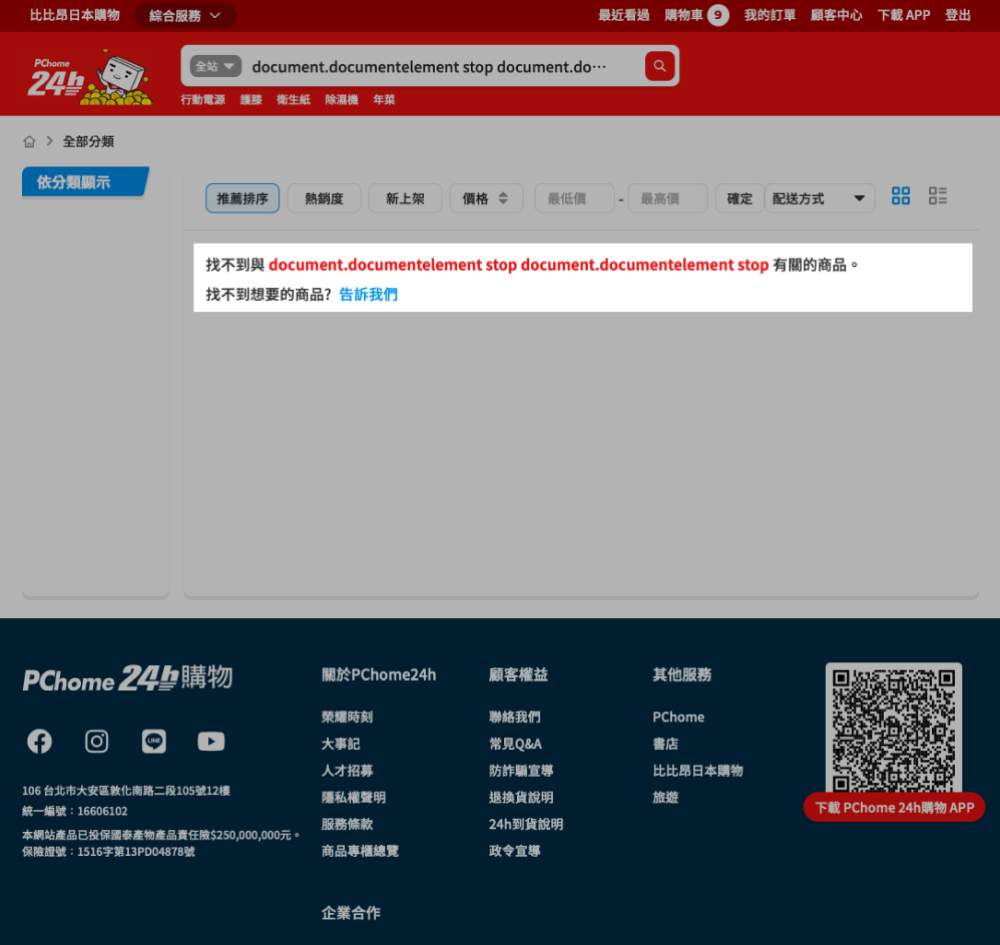 比比昂日本購物 綜合服務 最近看過 購物車 9 我的訂單 顧客中心 下載 APP 登出
PChome
24h
全站 document.documentelement stop document.do…
行動電源 護膝 衛生紙 除濕機 年菜
全部分類
依分類顯示
推薦排序 熱銷度 新上架 價格 最低價 - 最高價 確定 配送方式
找不到與 document.documentelement stop document.documentelement stop 有關的商品。
找不到想要的商品? 告訴我們
PChome 24h購物
106 台北市大安區敦化南路二段105號12樓
統一編號：16606102
本網站產品已投保國泰產物產品責任險$250,000,000元。
保險證號：1516字第13PD04878號
關於PChome24h
榮耀時刻
大事記
人才招募
隱私權聲明
服務條款
商品專櫃總覽
企業合作
顧客權益
聯絡我們
常見Q&A
防詐騙宣導
退換貨說明
24h到貨說明
政令宣導
其他服務
PChome
書店
比比昂日本購物
旅遊
下載 PChome 24h購物 APP
LINE